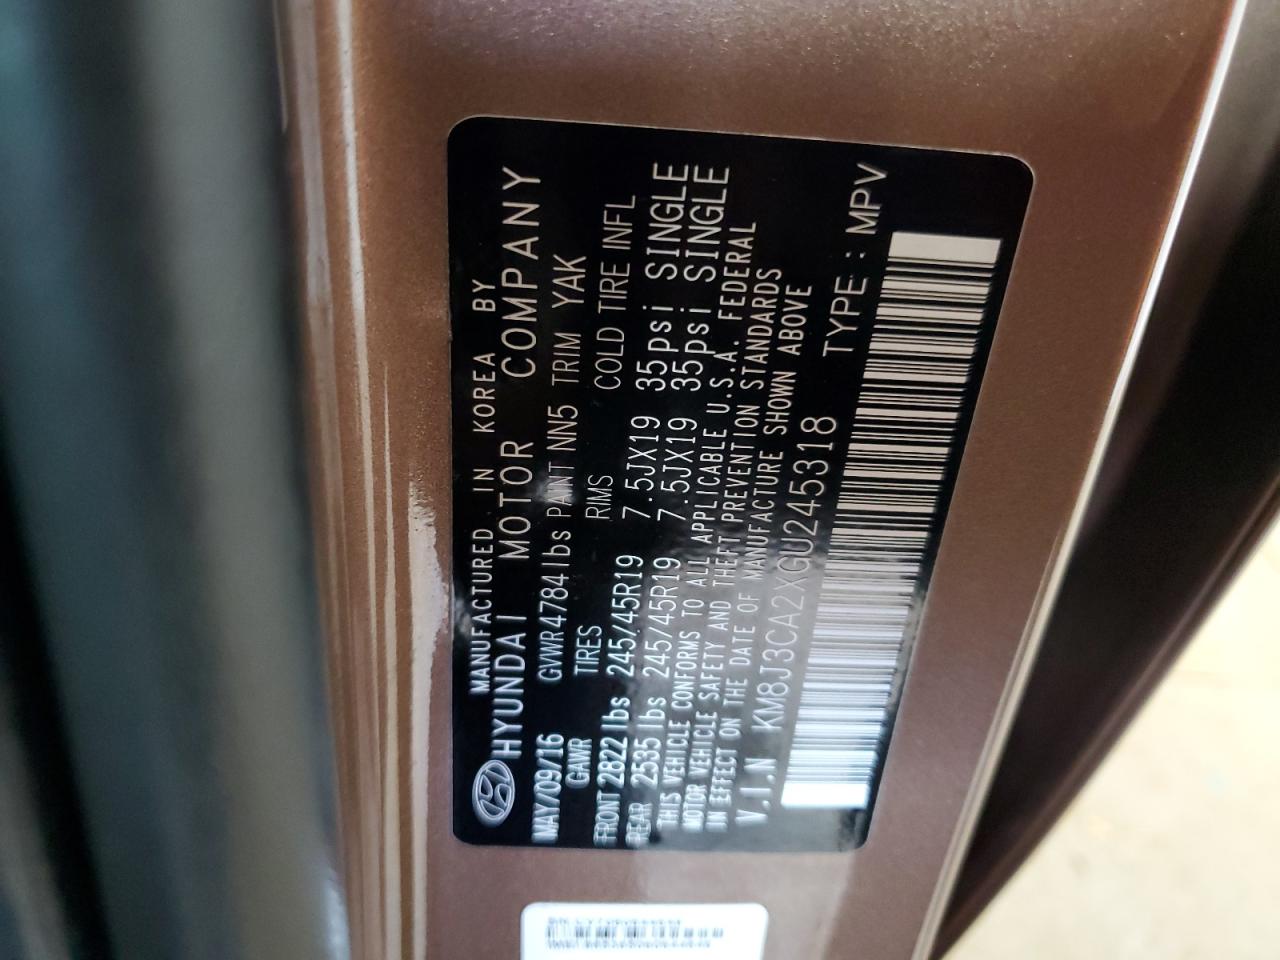 MANUFACTURED IN KOREA BY
HYUNDAI MOTOR COMPANY
MAY/09/16 GVWR4784lbs PAINT NN5 TRIM YAK
GAWR TIRES RIMS COLD TIRE INFL
FRONT 2822lbs 245/45R19 7.5JX19 35psi SINGLE
REAR 2535lbs 245/45R19 7.5JX19 35psi SINGLE
THIS VEHICLE CONFORMS TO ALL APPLICABLE U.S.A. FEDERAL
MOTOR VEHICLE SAFETY AND THEFT PREVENTION STANDARDS
IN EFFECT ON THE DATE OF MANUFACTURE SHOWN ABOVE
V.I.N KM8J3CA2XGU245318 TYPE : MPV